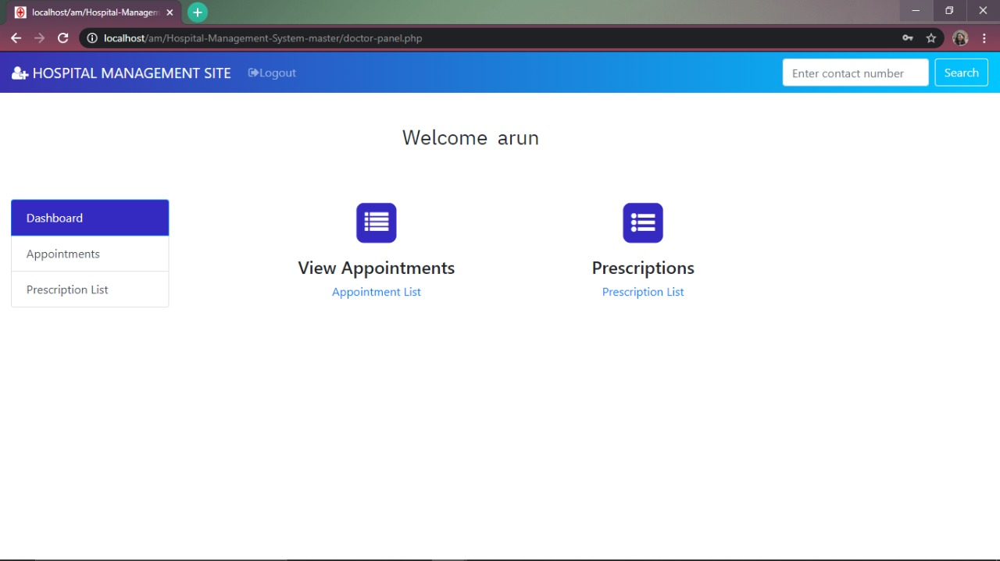 localhost/am/Hospital-Managem
localhost/am/Hospital-Management-System-master/doctor-panel.php
HOSPITAL MANAGEMENT SITE Logout Enter contact number Search
Welcome arun
Dashboard
Appointments
Prescription List
View Appointments
Appointment List
Prescriptions
Prescription List